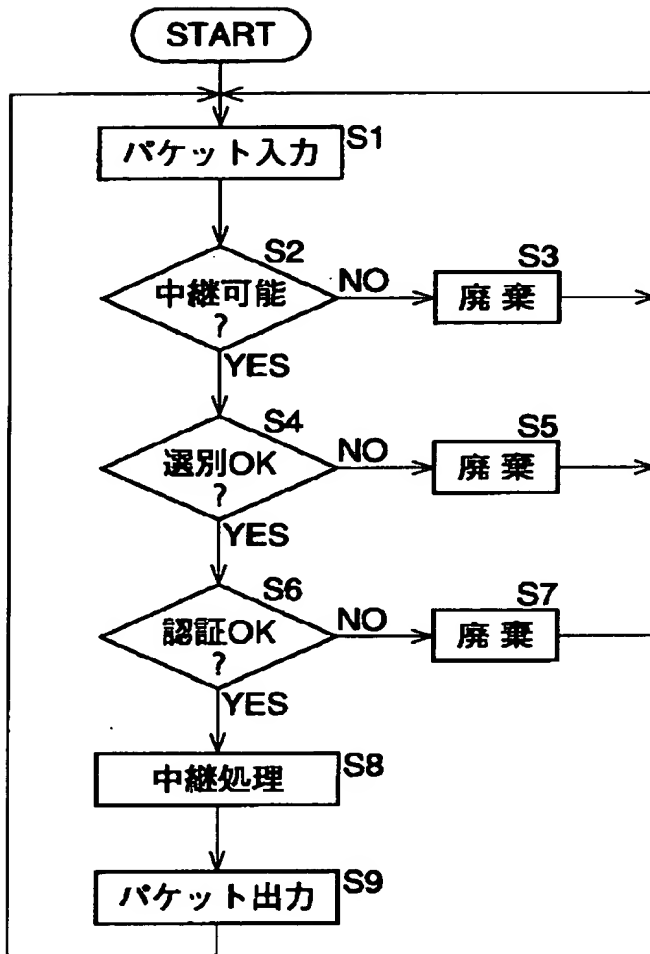 START
パケット入力
S1
S2
中継可能
?
NO
YES
S3
廃棄
S4
選別OK
?
NO
YES
S5
廃棄
S6
認証OK
?
NO
YES
S7
廃棄
中継処理
S8
パケット出力
S9